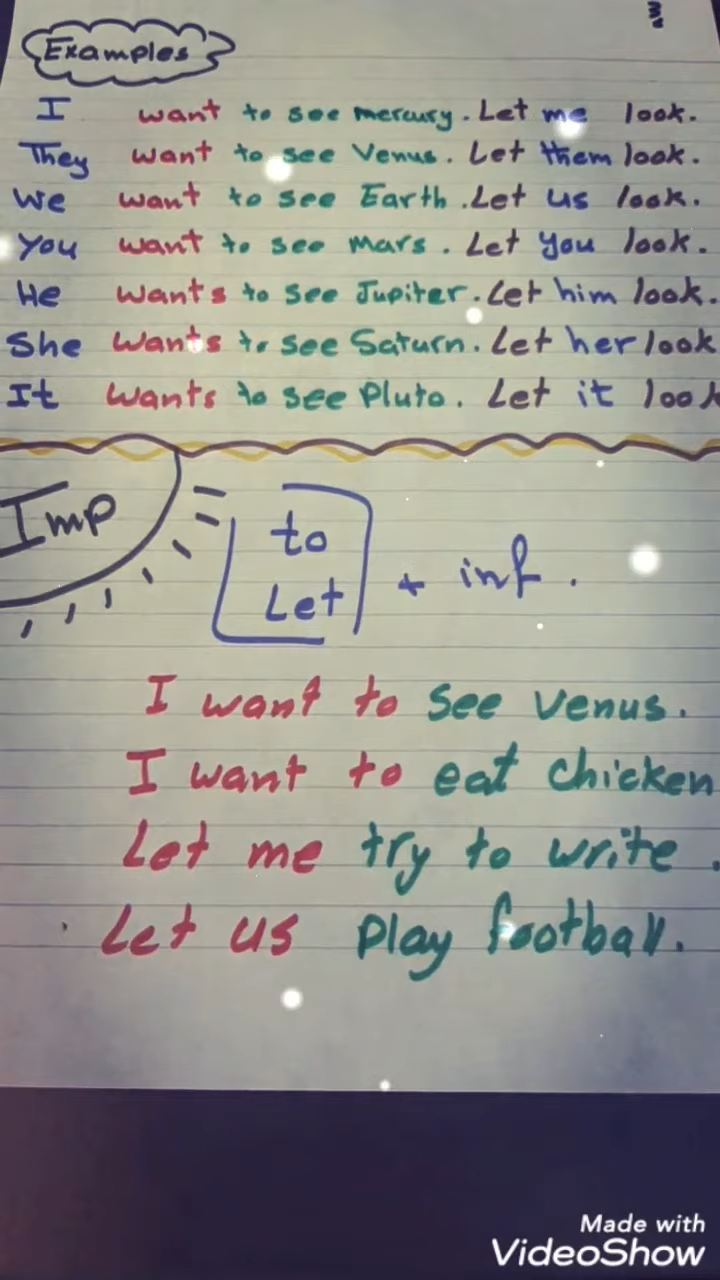 Examples
I want to see mercury. Let me look.
They want to see Venus. Let them look.
We want to see Earth. Let us look.
You want to see Mars. Let you look.
He wants to see Jupiter. Let him look.
She wants to see Saturn. Let her look
It wants to see Pluto. Let it look
Imp
to
Let + inf.
I want to see Venus.
I want to eat chicken
Let me try to write.
Let us play football.
Made with
VideoShow